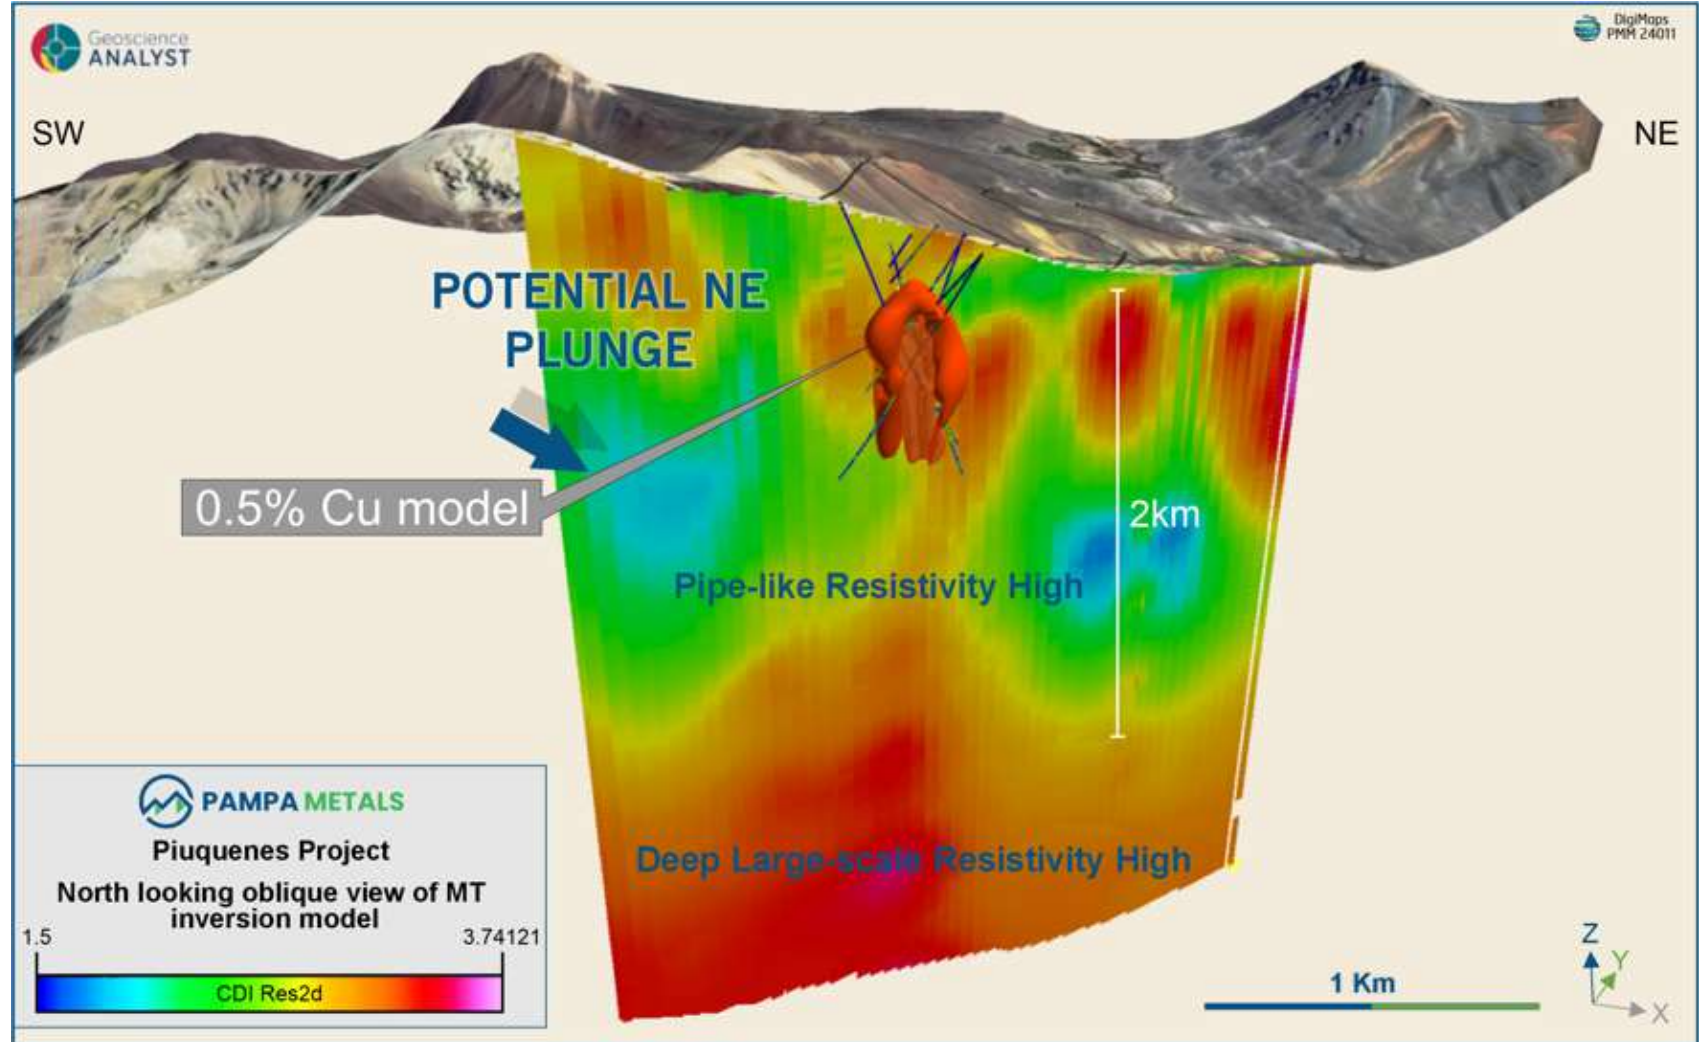 Geoscience
ANALYST
DigiMaps
PMM 24011
SW
NE
POTENTIAL NE
PLUNGE
0.5% Cu model
2km
Pipe-like Resistivity High
Deep Large-scale Resistivity High
PAMPA METALS
Piuquenes Project
North looking oblique view of MT
inversion model
1.5
3.74121
CDI Res2d
1 Km
Z
Y
X